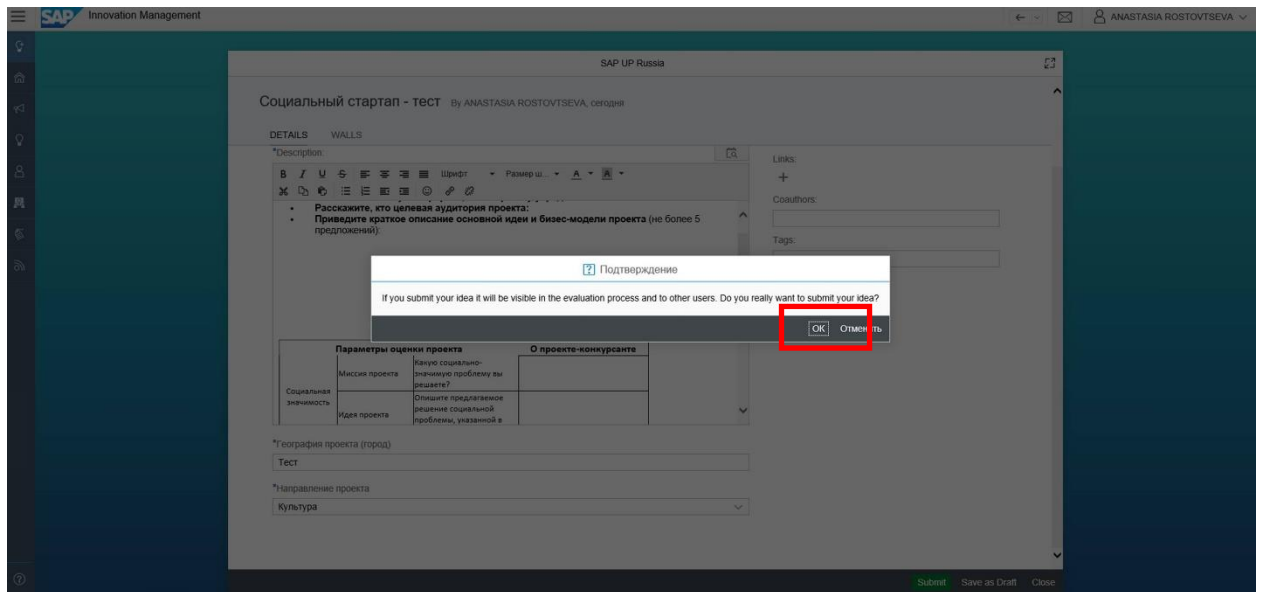 SAP Innovation Management
ANASTASIA ROSTOVTSEVA
SAP UP Russia
Социальный стартап - тест By ANASTASIA ROSTOVTSEVA, сегодня
DETAILS WALLS
*Description:
B I U S Шрифт Размер ш... A A
• Расскажите, кто целевая аудитория проекта:
• Приведите краткое описание основной идеи и бизес-модели проекта (не более 5
предложений):
Links:
+
Coauthors:
Tags:
Подтверждение
If you submit your idea it will be visible in the evaluation process and to other users. Do you really want to submit your idea?
OK Отменить
Параметры оценки проекта О проекте-конкурсанте
Социальная
значимость
Миссия проекта
Какую социально-
значимую проблему вы
решаете?
Идея проекта
Опишите предлагаемое
решение социальной
проблемы, указанной в
*География проекта (город)
Тест
*Направление проекта
Культура
Submit Save as Draft Close